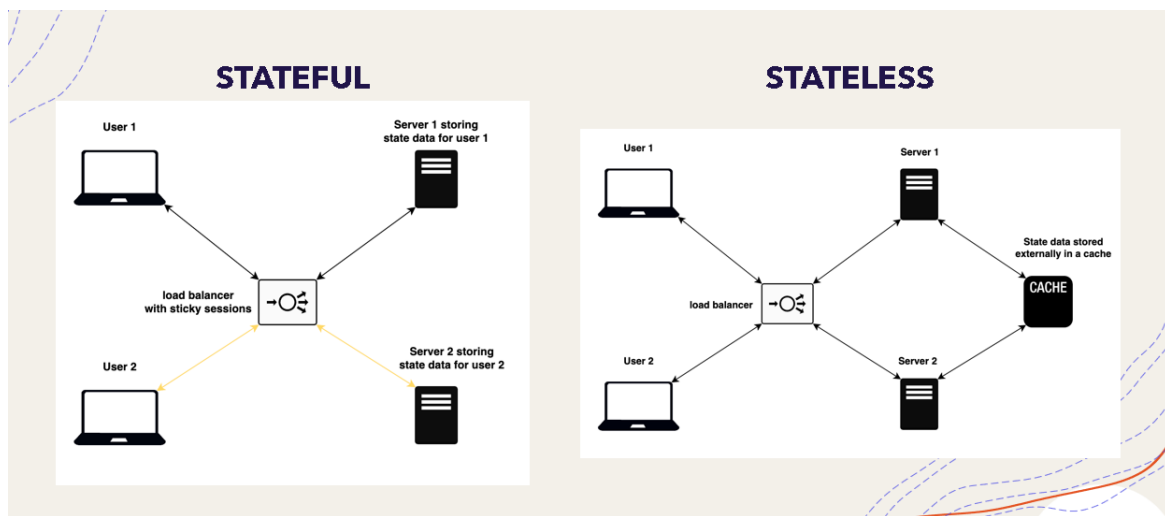 STATEFUL
User 1
Server 1 storing
state data for user 1
load balancer
with sticky sessions
User 2
Server 2 storing
state data for user 2
STATELESS
User 1
Server 1
State data stored
externally in a cache
CACHE
load balancer
User 2
Server 2